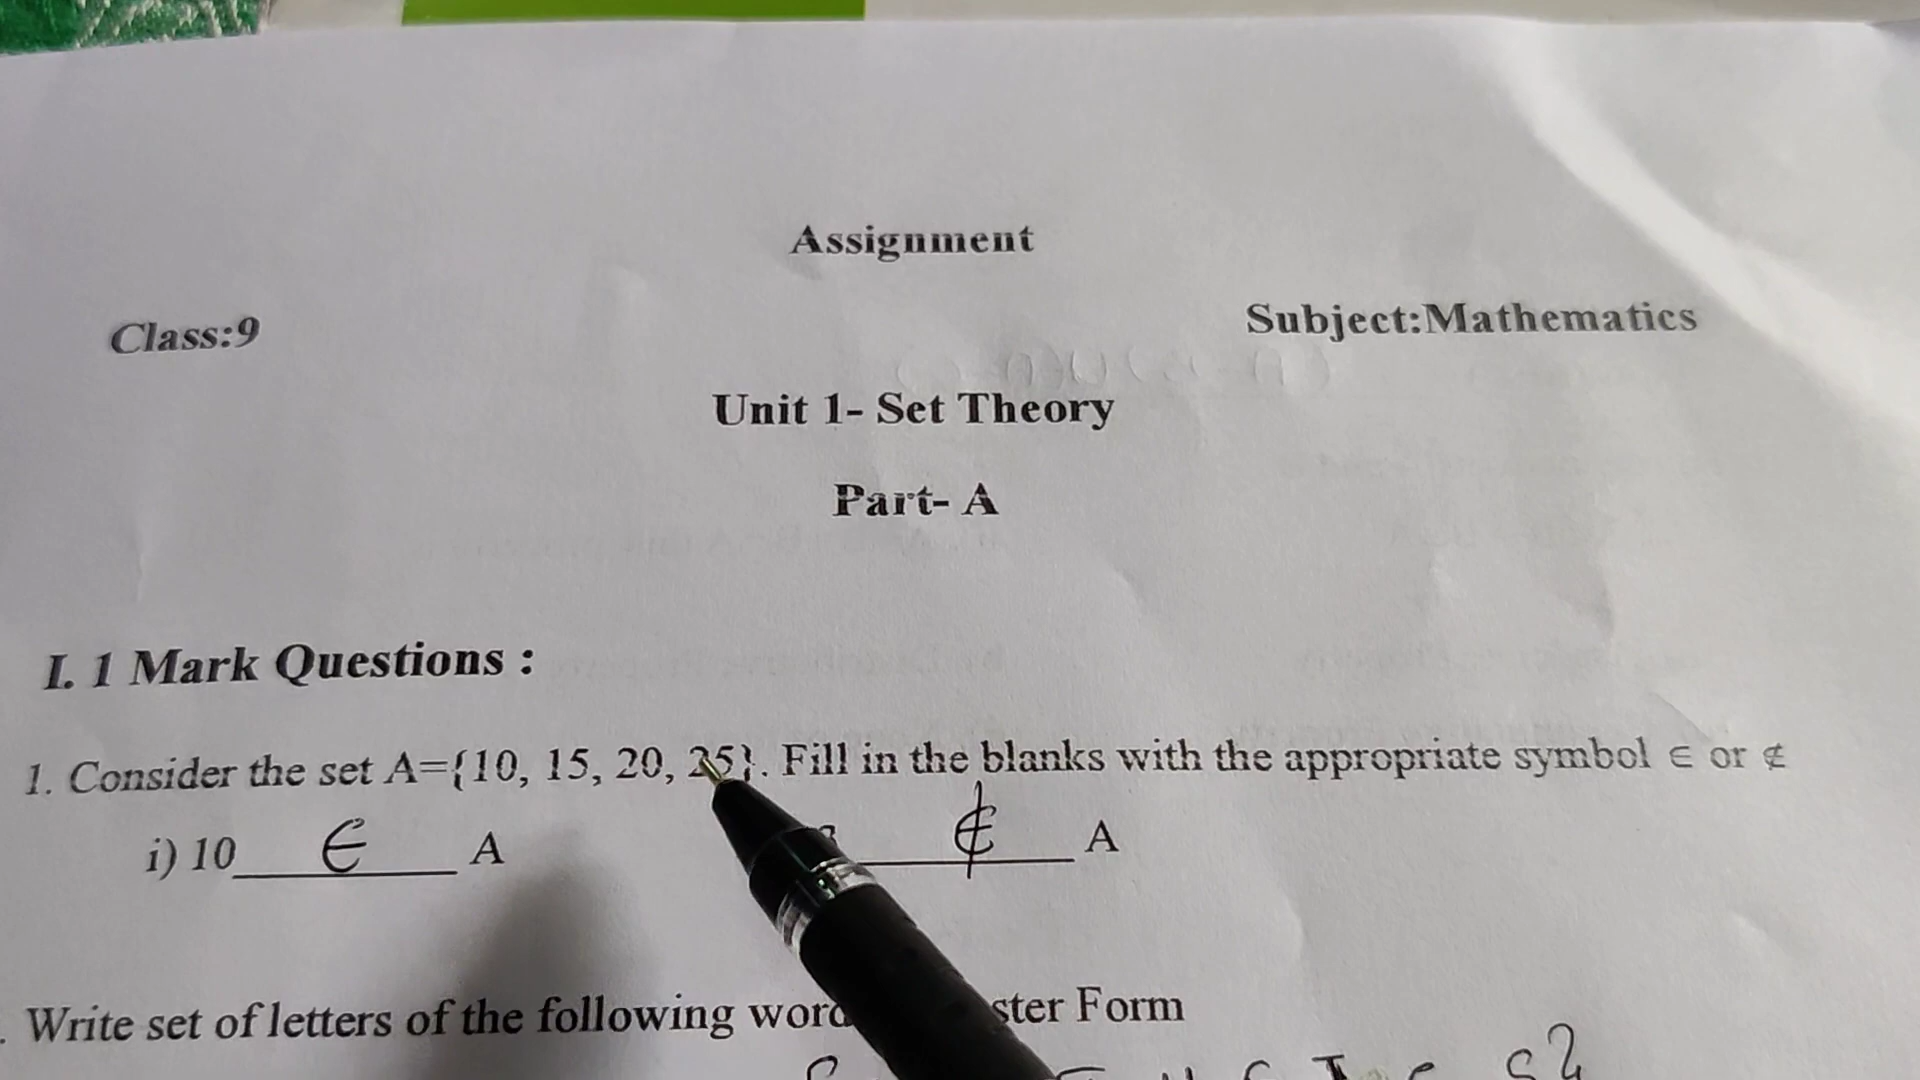 Assignment
Class:9
Subject:Mathematics
Unit 1- Set Theory
Part- A
I. 1 Mark Questions :
1. Consider the set A={10, 15, 20, 25}. Fill in the blanks with the appropriate symbol ∈ or ∉
i) 10 ∈ A ∉ A
. Write set of letters of the following Form